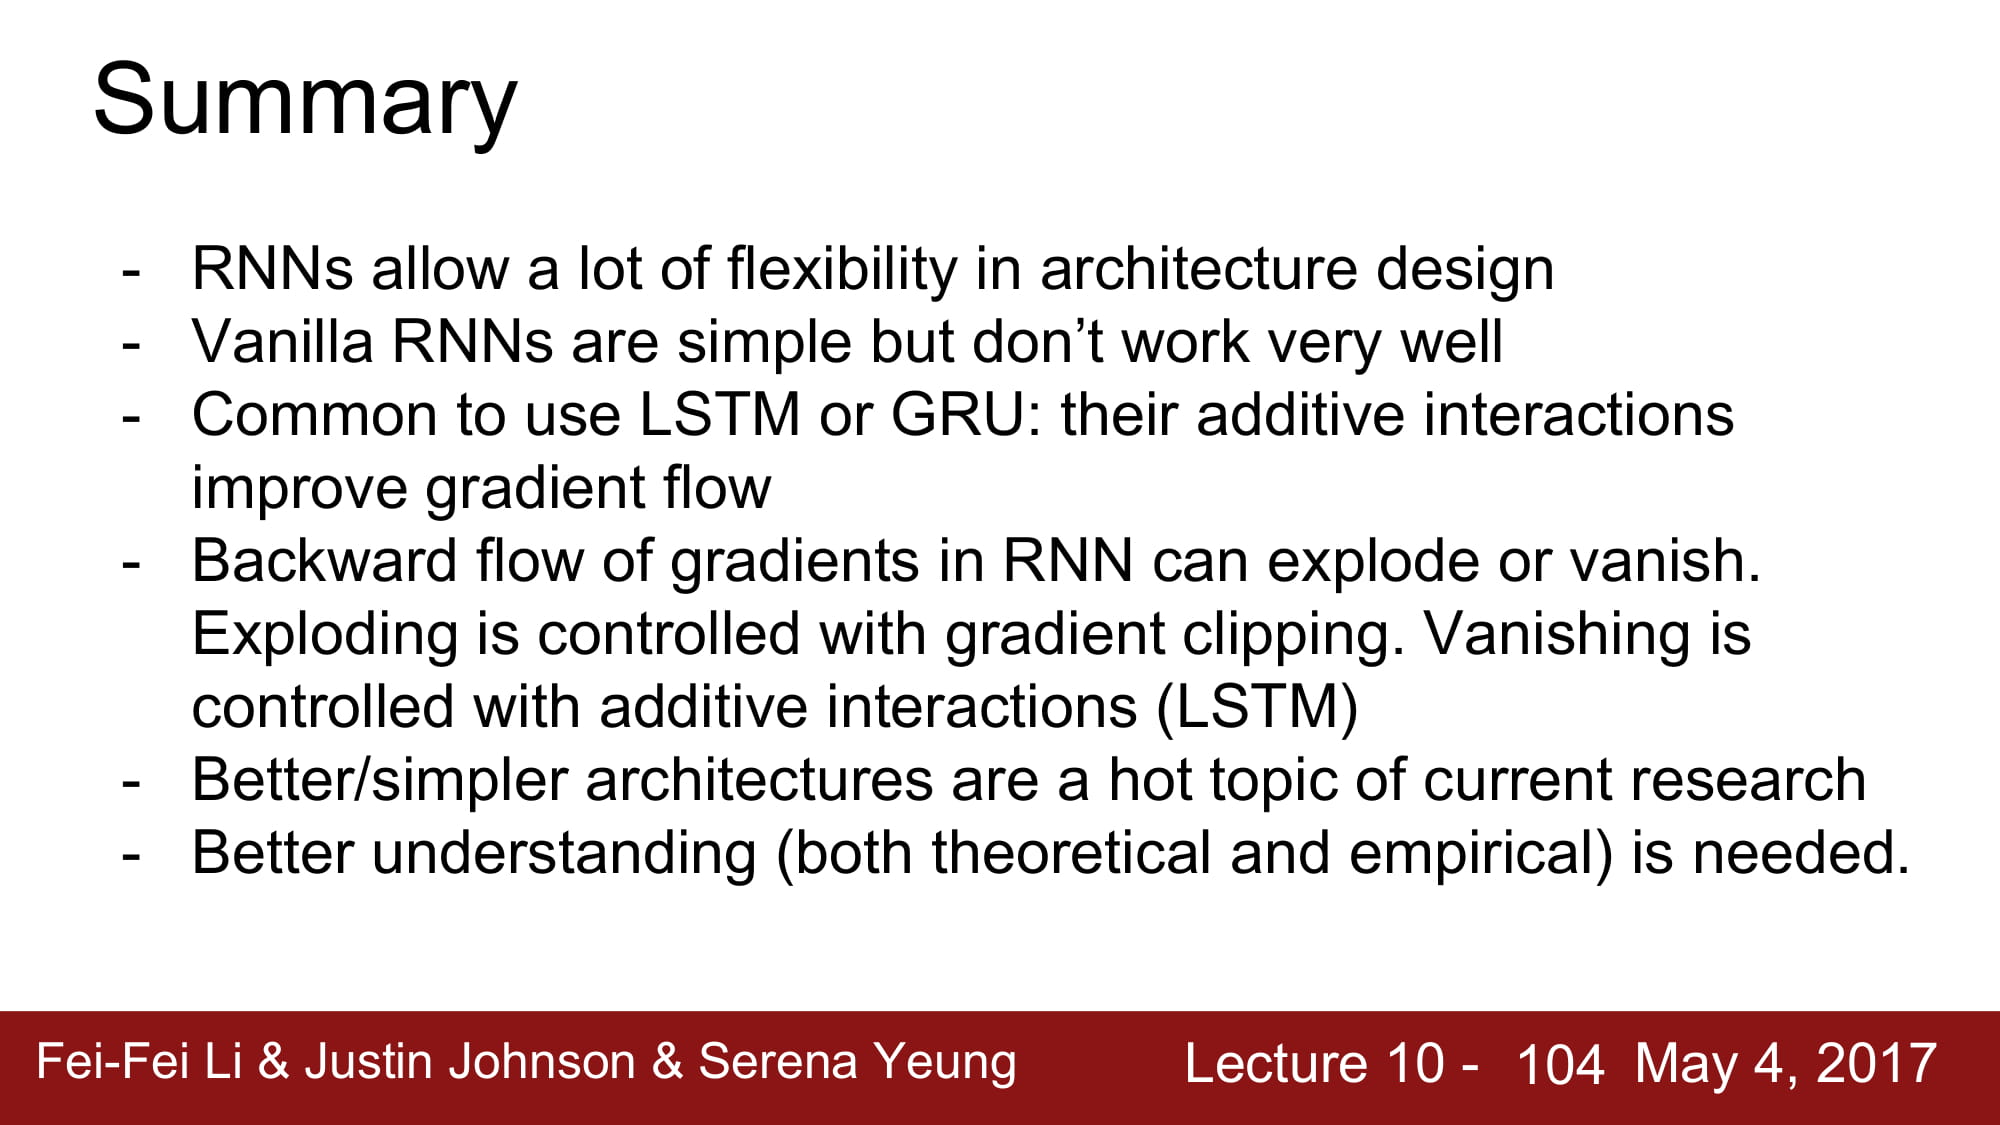 Summary
- RNNs allow a lot of flexibility in architecture design
- Vanilla RNNs are simple but don’t work very well
- Common to use LSTM or GRU: their additive interactions
improve gradient flow
- Backward flow of gradients in RNN can explode or vanish.
Exploding is controlled with gradient clipping. Vanishing is
controlled with additive interactions (LSTM)
- Better/simpler architectures are a hot topic of current research
- Better understanding (both theoretical and empirical) is needed.
Fei-Fei Li & Justin Johnson & Serena Yeung Lecture 10 - 104 May 4, 2017